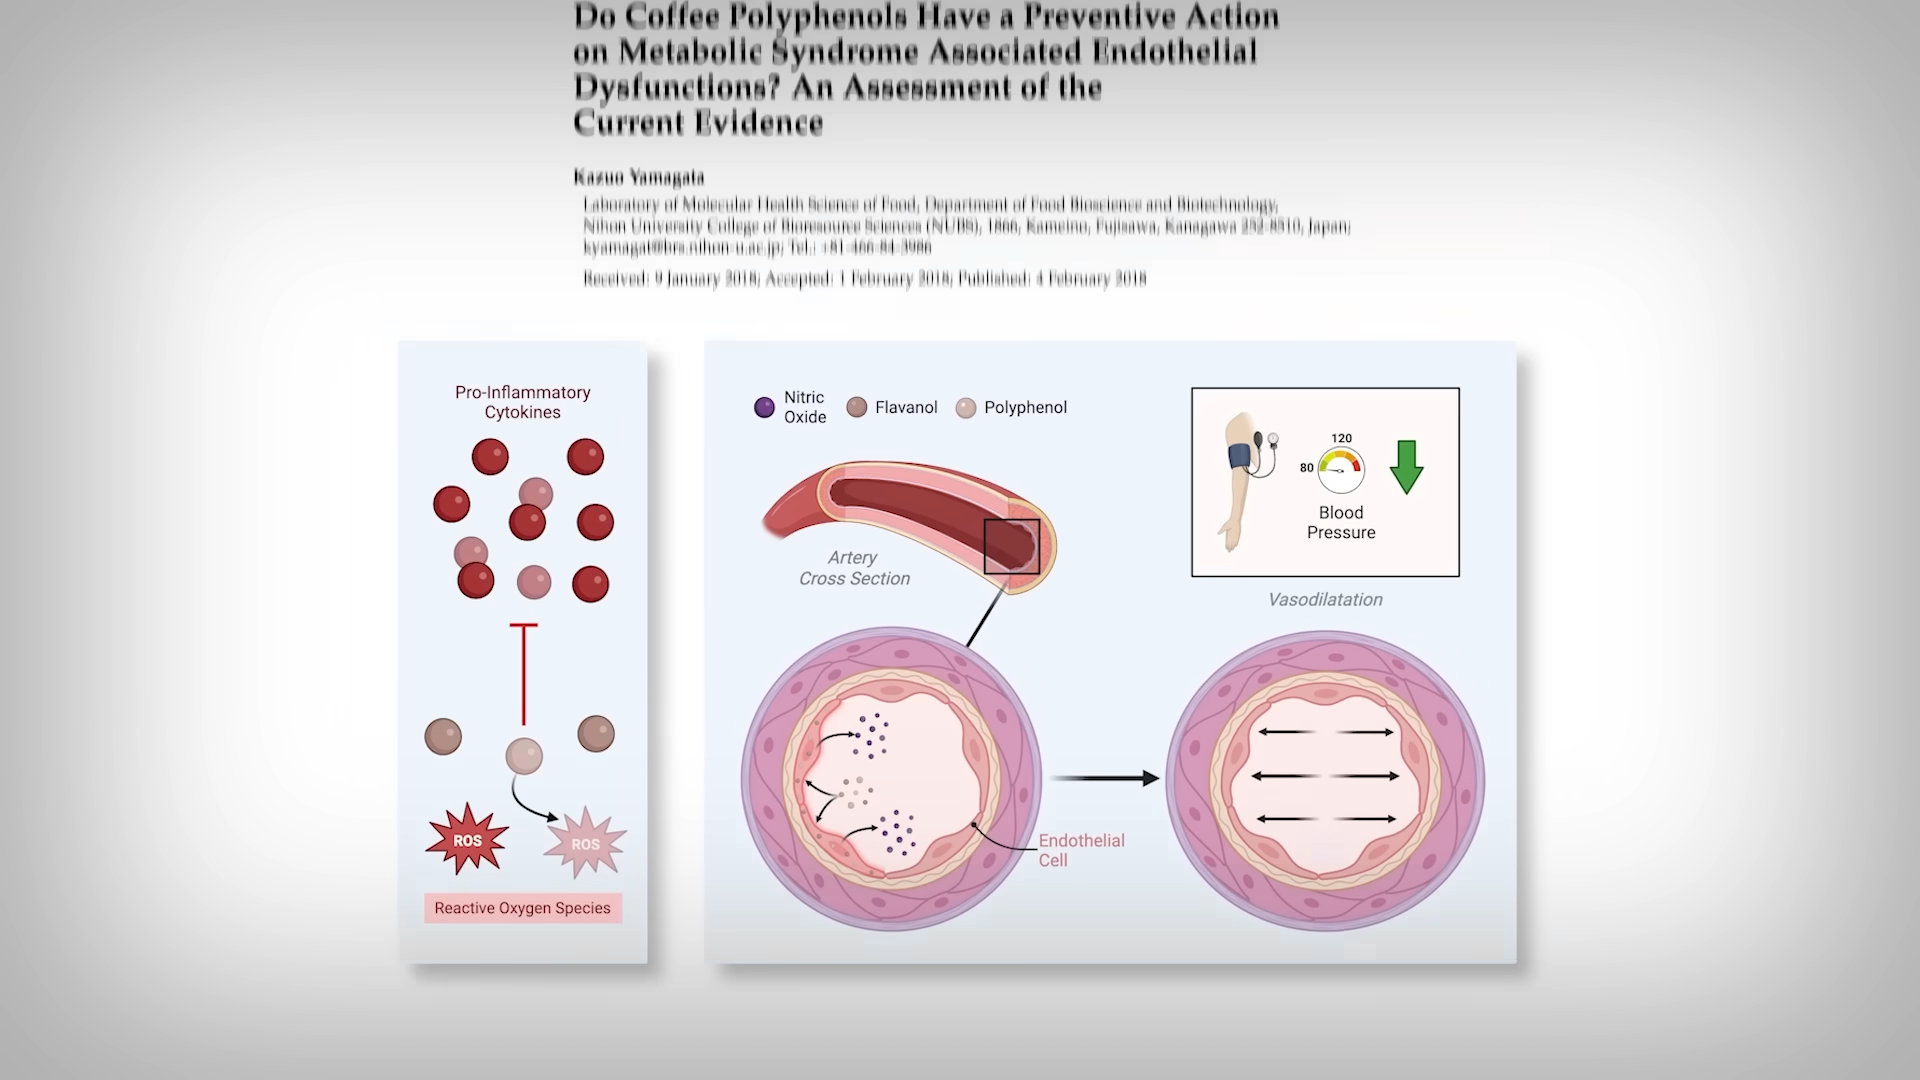 Do Coffee Polyphenols Have a Preventive Action
on Metabolic Syndrome Associated Endothelial
Dysfunctions? An Assessment of the
Current Evidence
Kazuo Yamagata
Laboratory of Molecular Health Science of Food, Department of Food Bioscience and Biotechnology,
Nihon University College of Bioresource Sciences (NUBS), 1866, Kameino, Fujisawa, Kanagawa 252-8510, Japan;
kyamagat@brs.nihon-u.ac.jp; Tel.: +81-466-84-3986
Received: 9 January 2018; Accepted: 1 February 2018; Published: 4 February 2018
Pro-Inflammatory
Cytokines
ROS
ROS
Reactive Oxygen Species
Nitric
Oxide
Flavanol
Polyphenol
Artery
Cross Section
120
80
Blood
Pressure
Vasodilatation
Endothelial
Cell